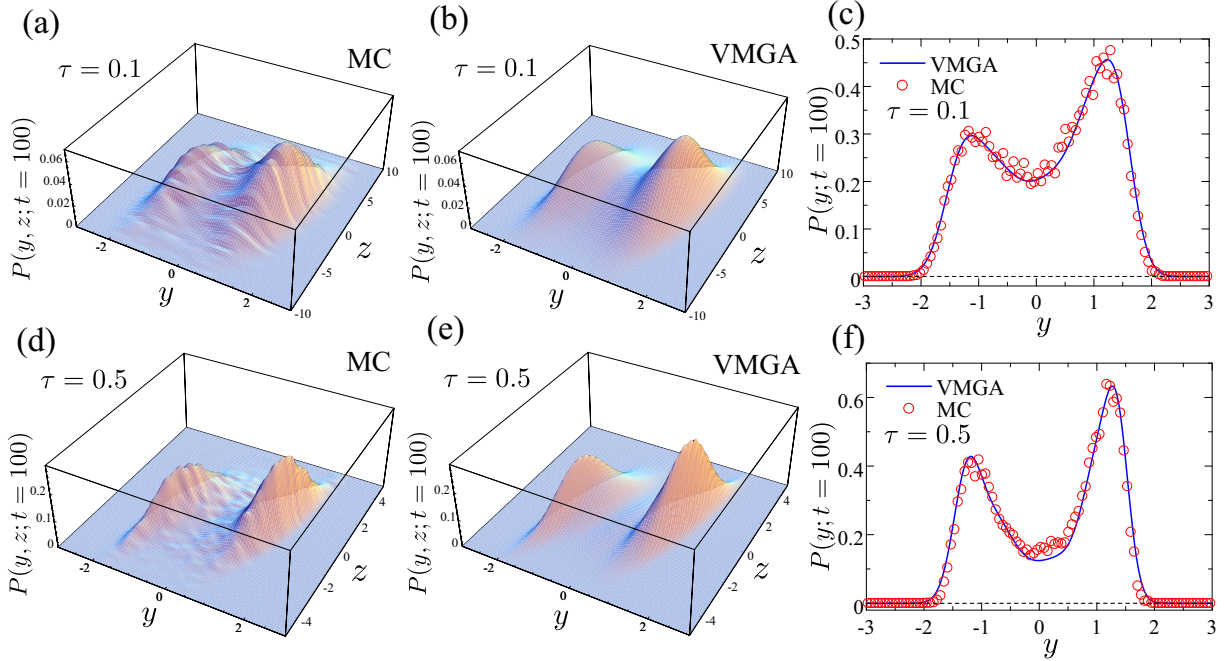 (a)
MC
τ = 0.1
P(y, z; t = 100)
0.06
0.04
0.02
0
-2
0
2
y
-10
-5
0
5
10
z
(b)
VMGA
τ = 0.1
P(y, z; t = 100)
0.06
0.04
0.02
0
-2
0
2
y
-10
-5
0
5
10
z
(c)
VMGA
MC
τ = 0.1
P(y; t = 100)
0.5
0.4
0.3
0.2
0.1
0
-3 -2 -1 0 1 2 3
y
(d)
MC
τ = 0.5
P(y, z; t = 100)
0.2
0.1
0
-2
0
2
y
-4
-2
0
2
4
z
(e)
VMGA
τ = 0.5
P(y, z; t = 100)
0.2
0.1
0
-2
0
2
y
-4
-2
0
2
4
z
(f)
VMGA
MC
τ = 0.5
P(y; t = 100)
0.6
0.4
0.2
0
-3 -2 -1 0 1 2 3
y